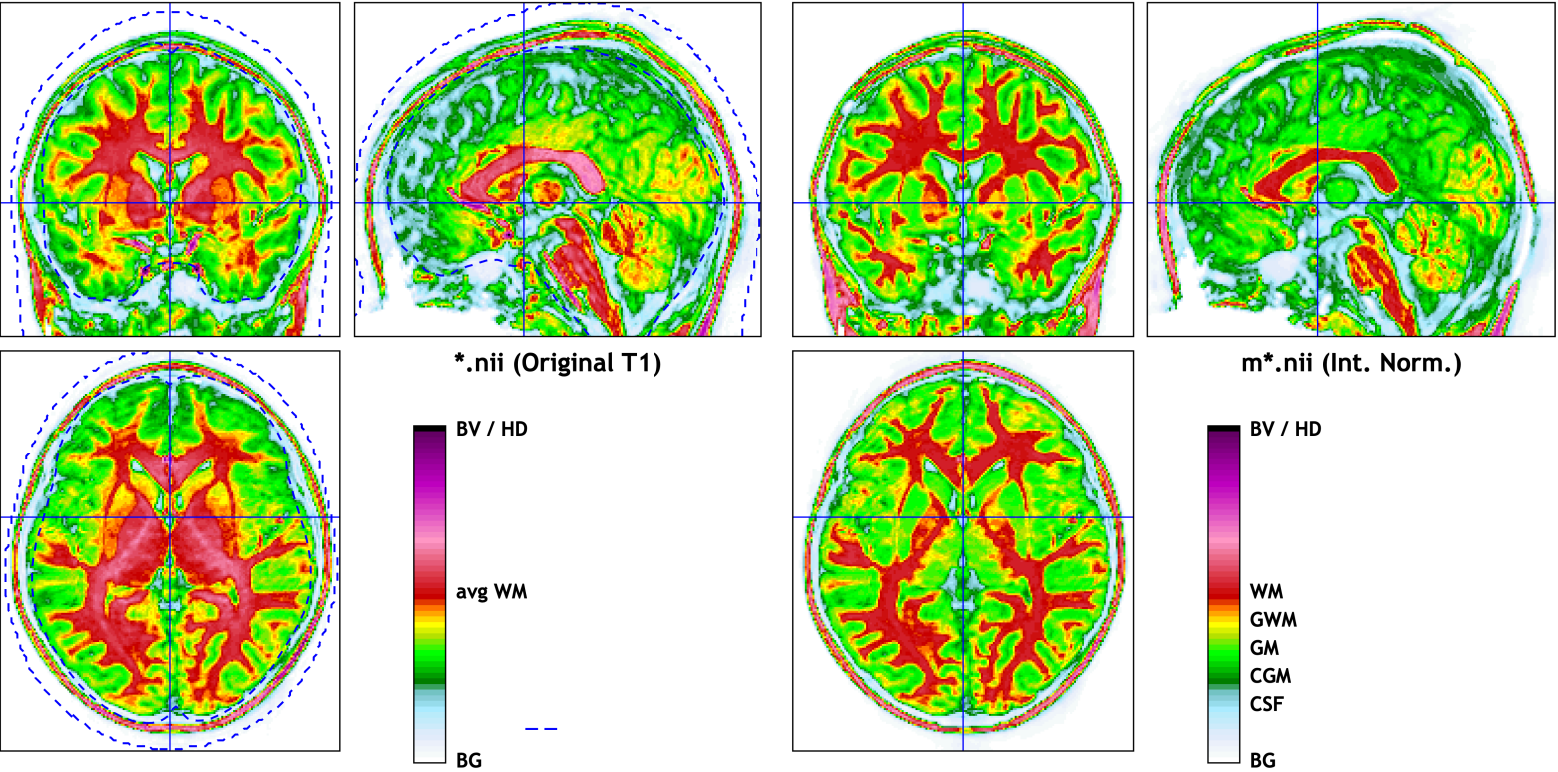 *.nii (Original T1)
BV / HD
avg WM
BG
m*.nii (Int. Norm.)
BV / HD
WM
GWM
GM
CGM
CSF
BG